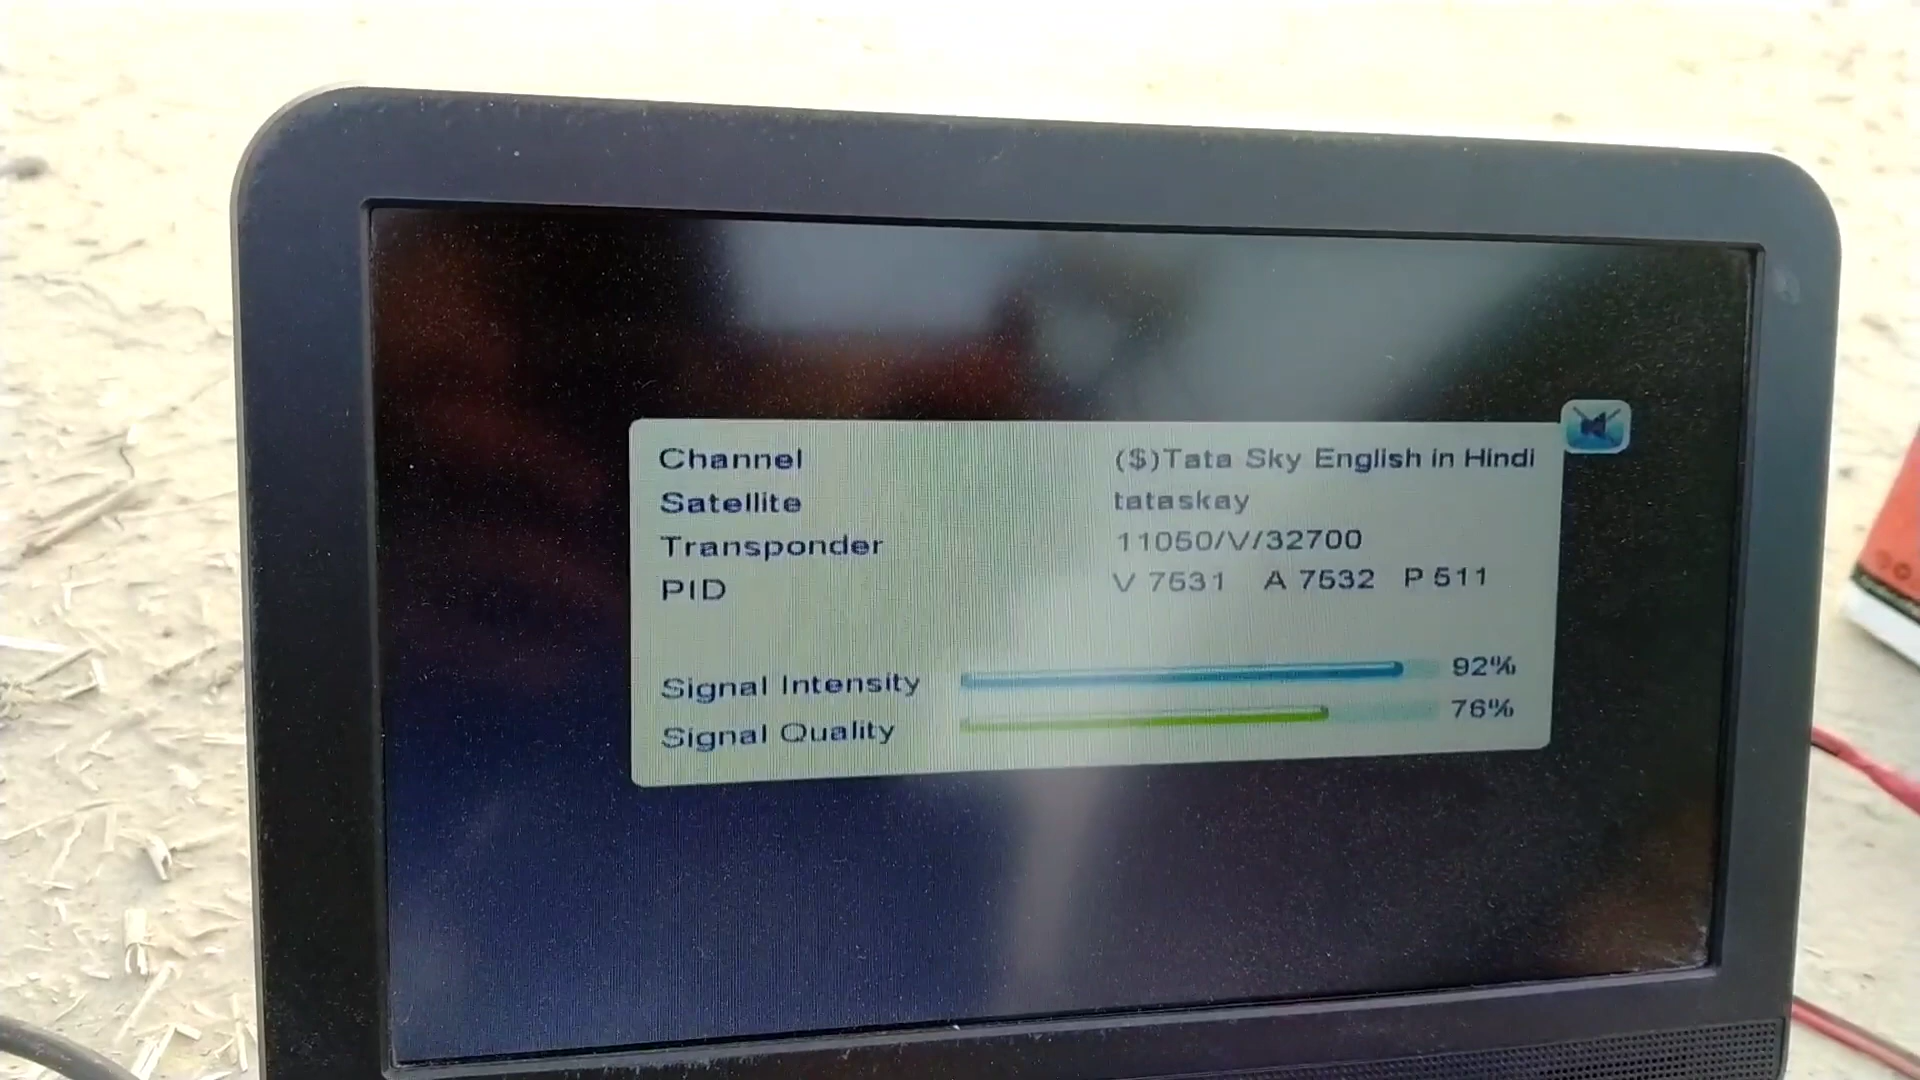 Channel ($)Tata Sky English in Hindi
Satellite tataskay
Transponder 11050/V/32700
PID V 7531 A 7532 P 511
Signal Intensity 92%
Signal Quality 76%